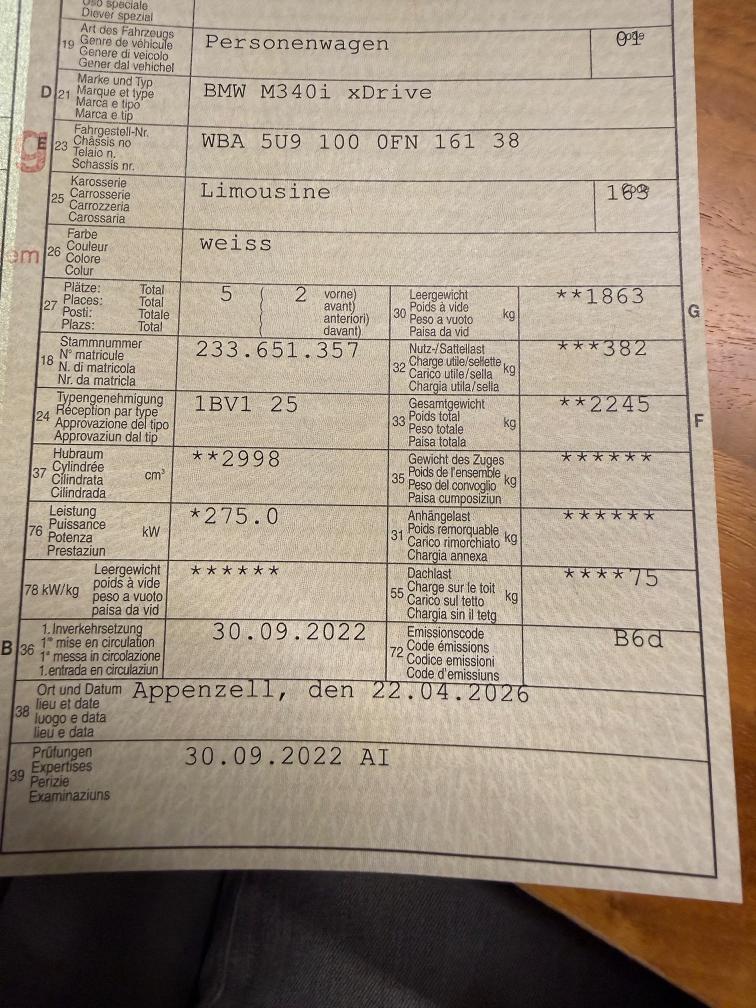 Uso speciale
Diever spezial
19 Art des Fahrzeugs
Genre de véhicule
Genere di veicolo
Gener dal vehichel
Personenwagen
Code
01
D 21 Marke und Typ
Marque et type
Marca e tipo
Marca e tip
BMW M340i xDrive
E 23 Fahrgestell-Nr.
Châssis no
Telaio n.
Schassis nr.
WBA 5U9 100 0FN 161 38
25 Karosserie
Carrosserie
Carrozzeria
Carossaria
Limousine
Code
em 26 Farbe
Couleur
Colore
Colur
weiss
27 Plätze: Total
Places: Total
Posti: Totale
Plazs: Total
5 2 vorne)
avant)
anteriori)
davant)
30 Leergewicht
Poids à vide
Peso a vuoto
Paisa da vid
kg **1863 G
18 Stammnummer
N° matricule
N. di matricola
Nr. da matricla
233.651.357
32 Nutz-/Sattellast
Charge utile/sellette
Carico utile/sella
Chargia utila/sella
kg ***382
24 Typengenehmigung
Réception par type
Approvazione del tipo
Approvaziun dal tip
1BV1 25
33 Gesamtgewicht
Poids total
Peso totale
Paisa totala
kg **2245 F
37 Hubraum
Cylindrée
Cilindrata
Cilindrada
cm³ **2998
35 Gewicht des Zuges
Poids de l'ensemble
Peso del convoglio
Paisa cumposiziun
kg ******
76 Leistung
Puissance
Potenza
Prestaziun
kW *275.0
31 Anhängelast
Poids remorquable
Carico rimorchiato
Chargia annexa
kg ******
78 kW/kg Leergewicht
poids à vide
peso a vuoto
paisa da vid
******
55 Dachlast
Charge sur le toit
Carico sul tetto
Chargia sin il tetg
kg ****75
B 36 1. Inverkehrsetzung
1re mise en circulation
1a messa in circolazione
1. entrada en circulaziun
30.09.2022
72 Emissionscode
Code émissions
Codice emissioni
Code d'emissiuns
B6d
38 Ort und Datum
lieu et date
luogo e data
lieu e data
Appenzell, den 22.04.2026
39 Prüfungen
Expertises
Perizie
Examinaziuns
30.09.2022 AI